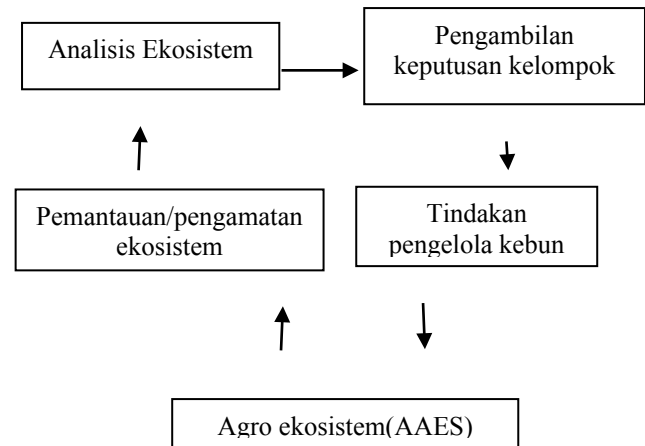 Analisis Ekosistem
Pengambilan
keputusan kelompok
Pemantauan/pengamatan
ekosistem
Tindakan
pengelola kebun
Agro ekosistem(AAES)